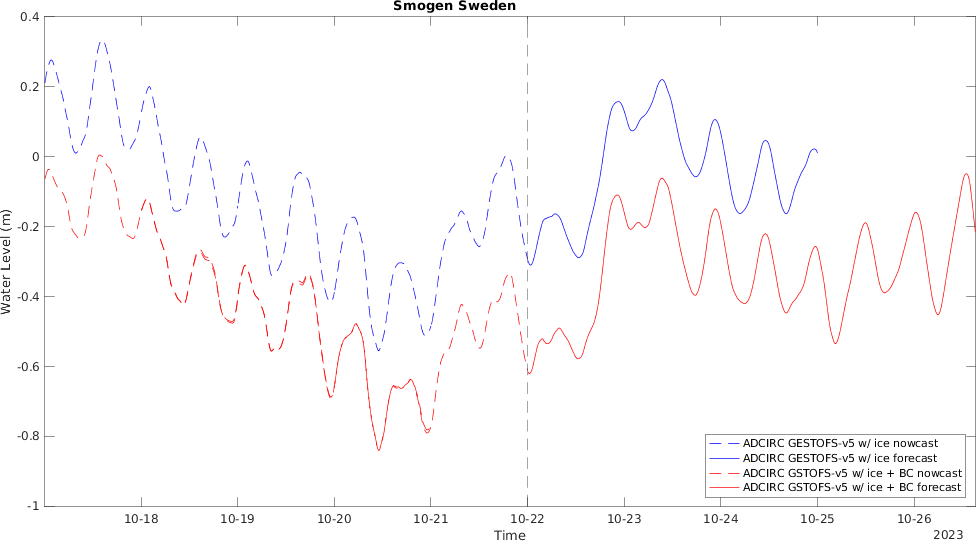 Smogen Sweden
0.4
0.2
0
-0.2
-0.4
-0.6
-0.8
-1
Water Level (m)
ADCIRC GESTOFS-v5 w/ ice nowcast
ADCIRC GESTOFS-v5 w/ ice forecast
ADCIRC GSTOFS-v5 w/ ice + BC nowcast
ADCIRC GSTOFS-v5 w/ ice + BC forecast
10-18 10-19 10-20 10-21 10-22 10-23 10-24 10-25 10-26
Time
2023